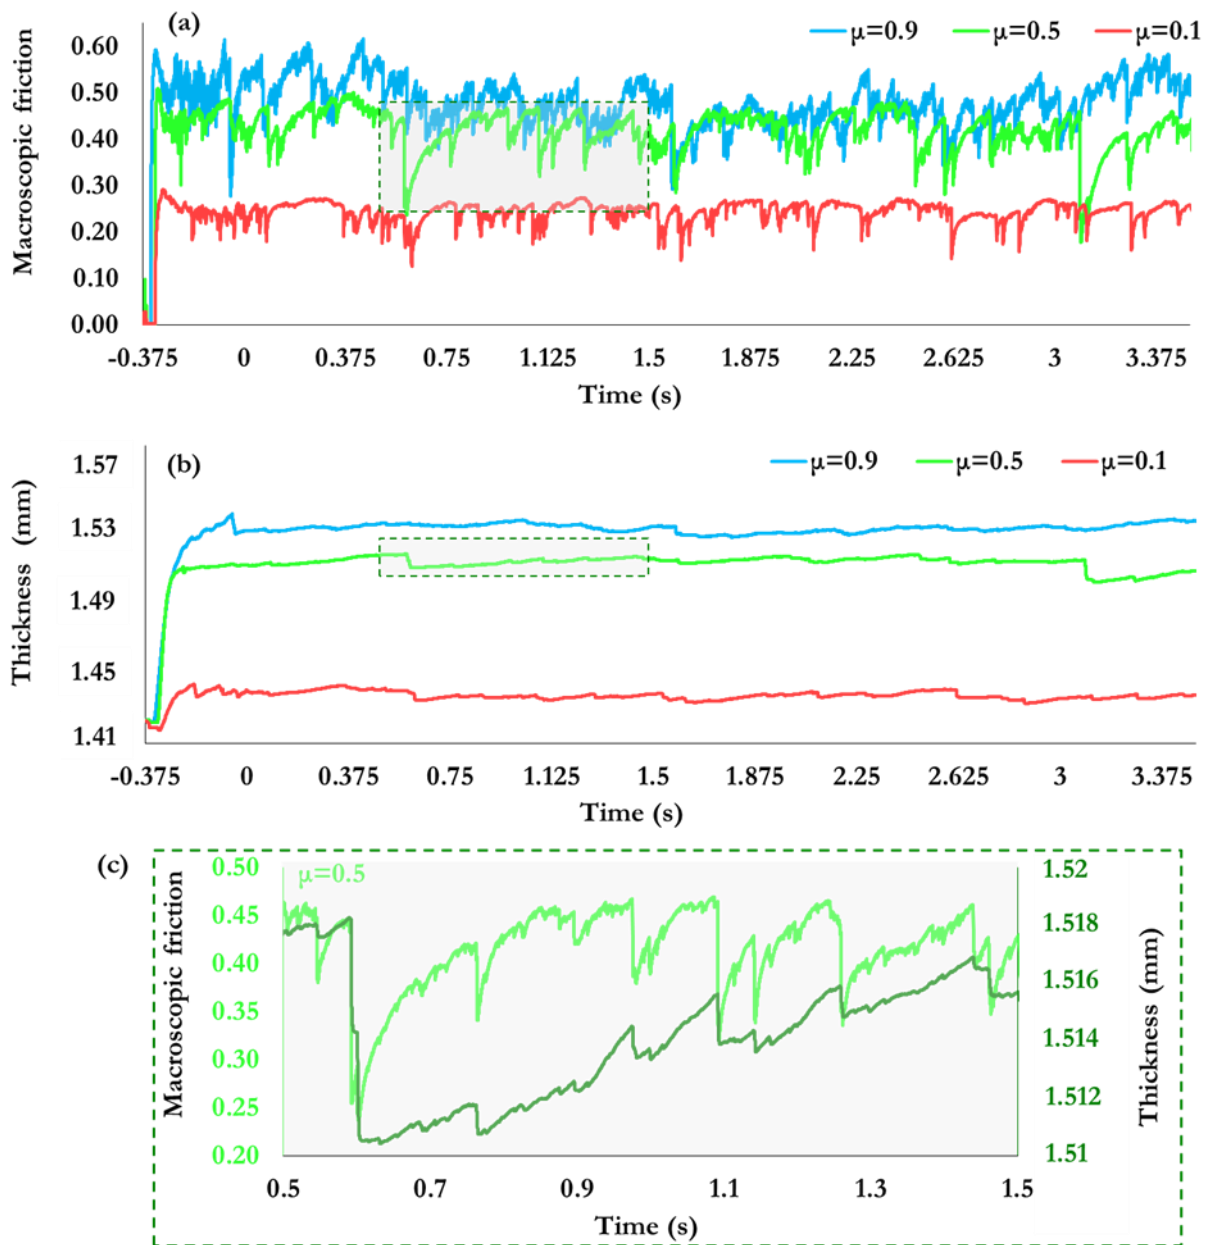 (a)
μ=0.9 μ=0.5 μ=0.1
Macroscopic friction
0.60
0.50
0.40
0.30
0.20
0.10
0.00
-0.375 0 0.375 0.75 1.125 1.5 1.875 2.25 2.625 3 3.375
Time (s)
(b)
μ=0.9 μ=0.5 μ=0.1
Thickness (mm)
1.57
1.53
1.49
1.45
1.41
-0.375 0 0.375 0.75 1.125 1.5 1.875 2.25 2.625 3 3.375
Time (s)
(c)
μ=0.5
Macroscopic friction
0.50
0.45
0.40
0.35
0.30
0.25
0.20
1.52
1.518
1.516
1.514
1.512
1.51
Thickness (mm)
0.5 0.7 0.9 1.1 1.3 1.5
Time (s)